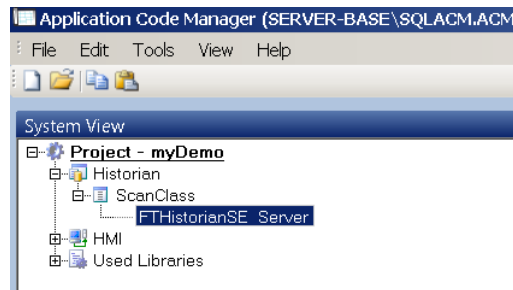 Application Code Manager (SERVER-BASE\SQLACM.ACM
File Edit Tools View Help
System View
Project - myDemo
Historian
ScanClass
FTHistorianSE_Server
HMI
Used Libraries